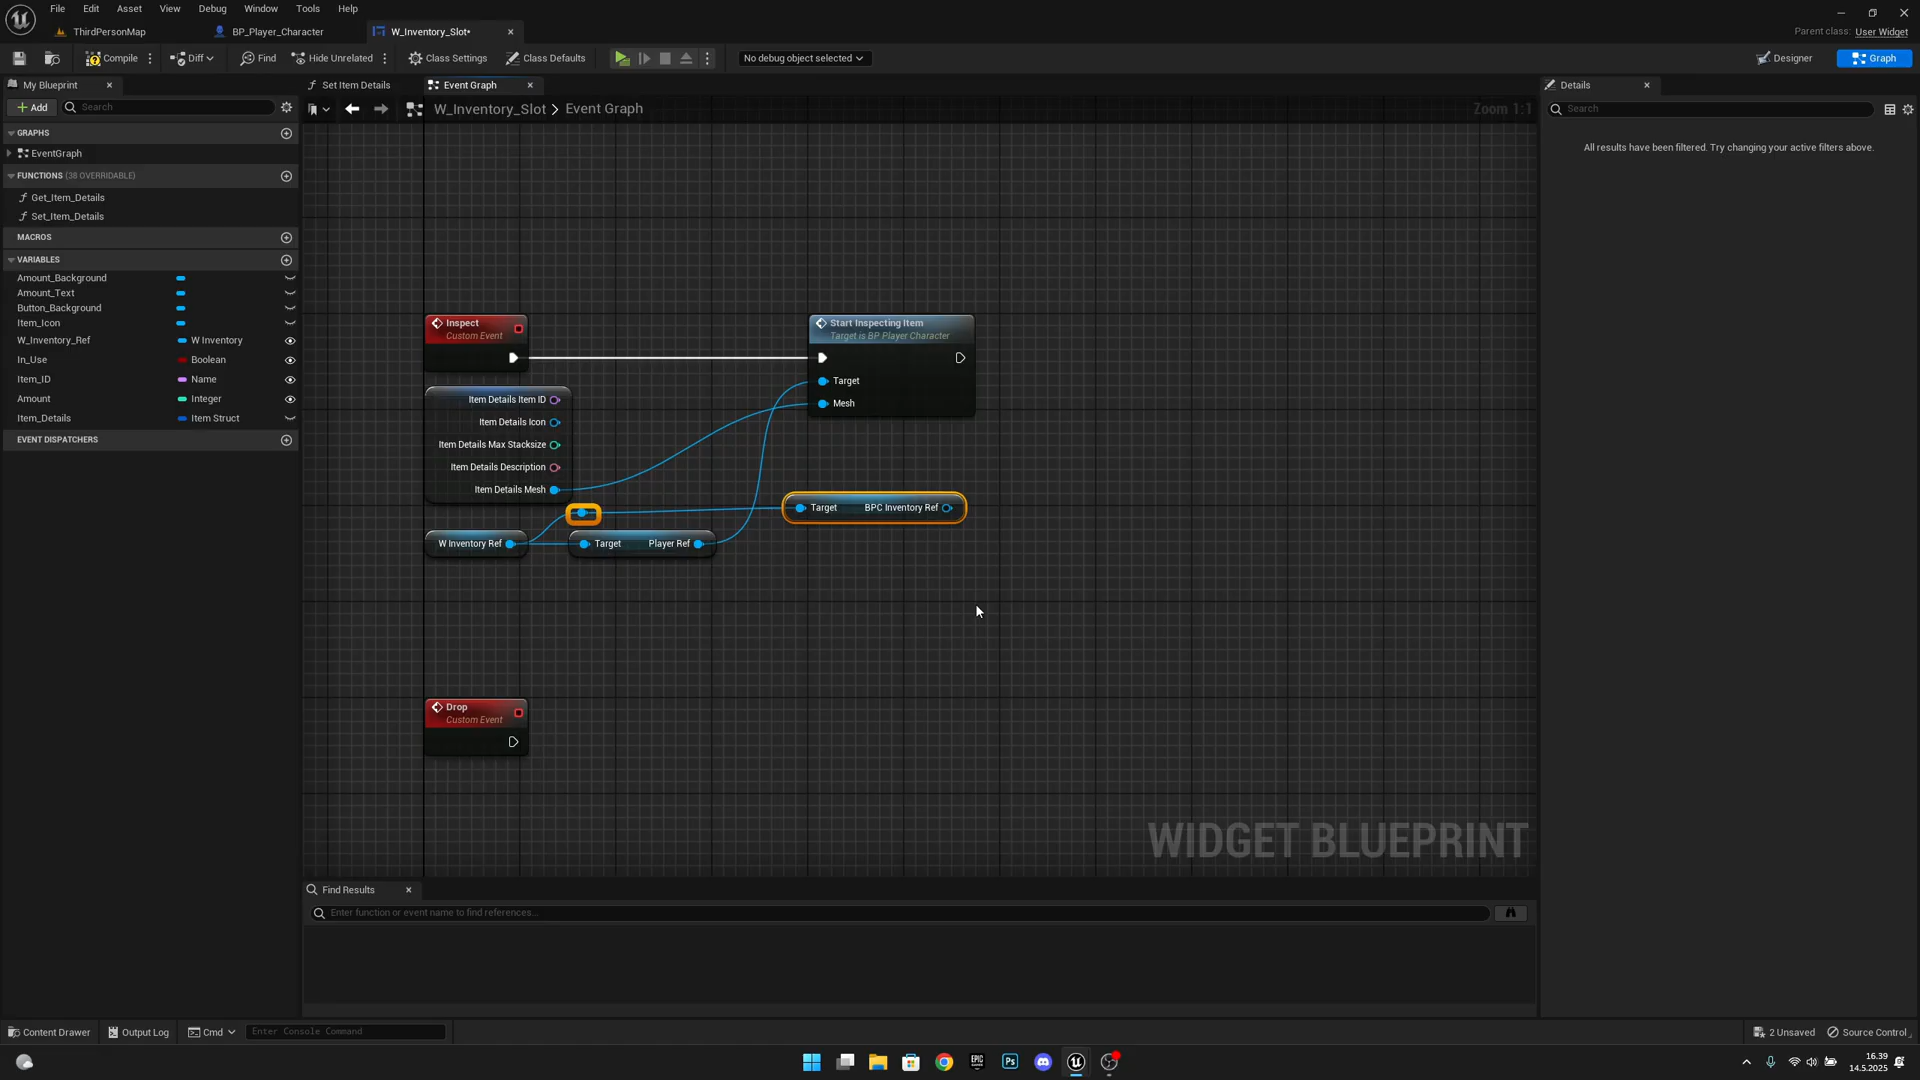 File Edit Asset View Debug Window Tools Help
ThirdPersonMap BP_Player_Character W_Inventory_Slot•
Parent class: User Widget
Compile Diff Find Hide Unrelated Class Settings Class Defaults No debug object selected Designer Graph
My Blueprint Set Item Details Event Graph Details
Add Search W_Inventory_Slot > Event Graph Zoom 1:1 Search
GRAPHS
EventGraph
All results have been filtered. Try changing your active filters above.
FUNCTIONS (38 OVERRIDABLE)
Get_Item_Details
Set_Item_Details
MACROS
VARIABLES
Amount_Background
Amount_Text
Button_Background
Item_Icon
W_Inventory_Ref W Inventory
In_Use Boolean
Item_ID Name
Amount Integer
Item_Details Item Struct
EVENT DISPATCHERS
Inspect
Custom Event
Start Inspecting Item
Target is BP Player Character
Target
Mesh
Item Details Item ID
Item Details Icon
Item Details Max Stacksize
Item Details Description
Item Details Mesh
Target BPC Inventory Ref
W Inventory Ref Target Player Ref
Drop
Custom Event
WIDGET BLUEPRINT
Find Results
Enter function or event name to find references...
Content Drawer Output Log Cmd Enter Console Command 2 Unsaved Source Control
EPIC
Ps
16.39
14.5.2025